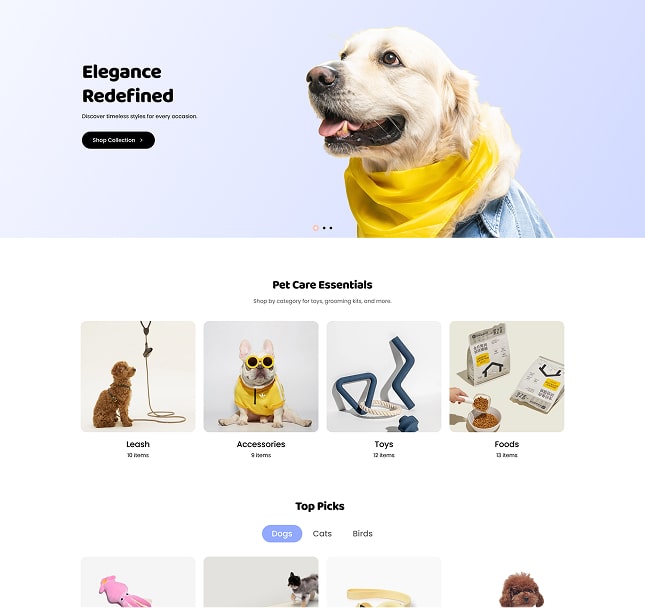 Elegance
Redefined
Discover timeless styles for every occasion.
Shop Collection
Pet Care Essentials
Shop by category for toys, grooming kits, and more.
Leash
10 items
Accessories
9 items
Toys
12 items
Foods
13 items
Top Picks
Dogs
Cats
Birds